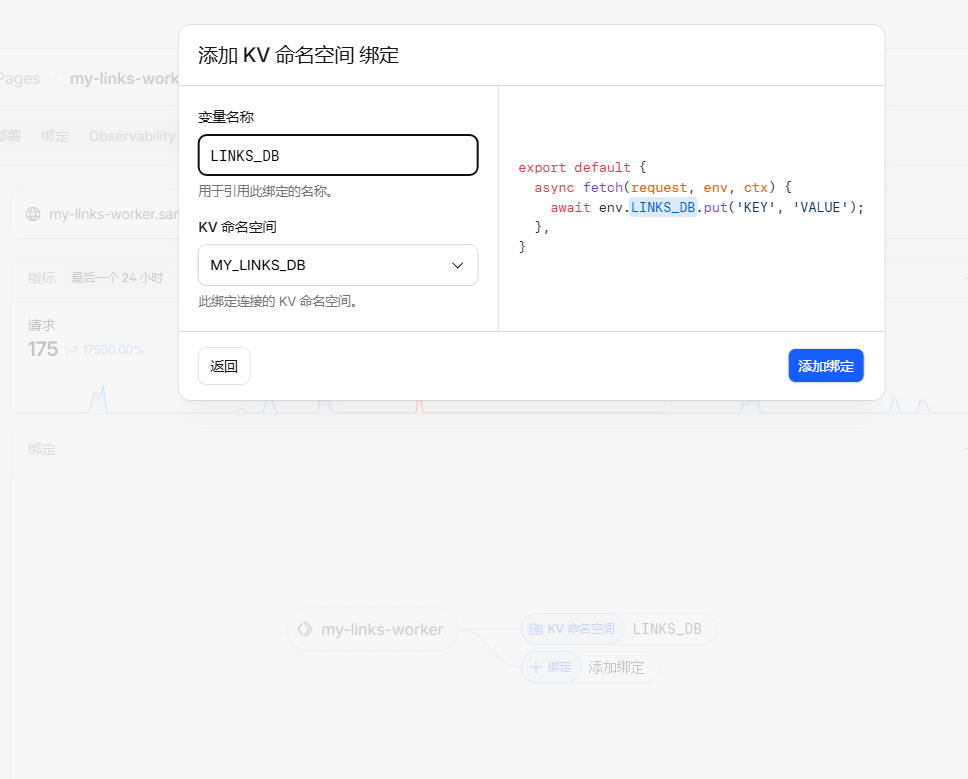 添加 KV 命名空间 绑定
Pages / my-links-work
部署 绑定 Observability
变量名称
LINKS_DB
用于引用此绑定的名称。
KV 命名空间
MY_LINKS_DB
此绑定连接的 KV 命名空间。
export default {
async fetch(request, env, ctx) {
await env.LINKS_DB.put('KEY', 'VALUE');
},
}
返回
添加绑定
my-links-worker.sar
指标 最后一个 24 小时
请求
175 17500.00%
绑定
my-links-worker
KV 命名空间 LINKS_DB
绑定 添加绑定